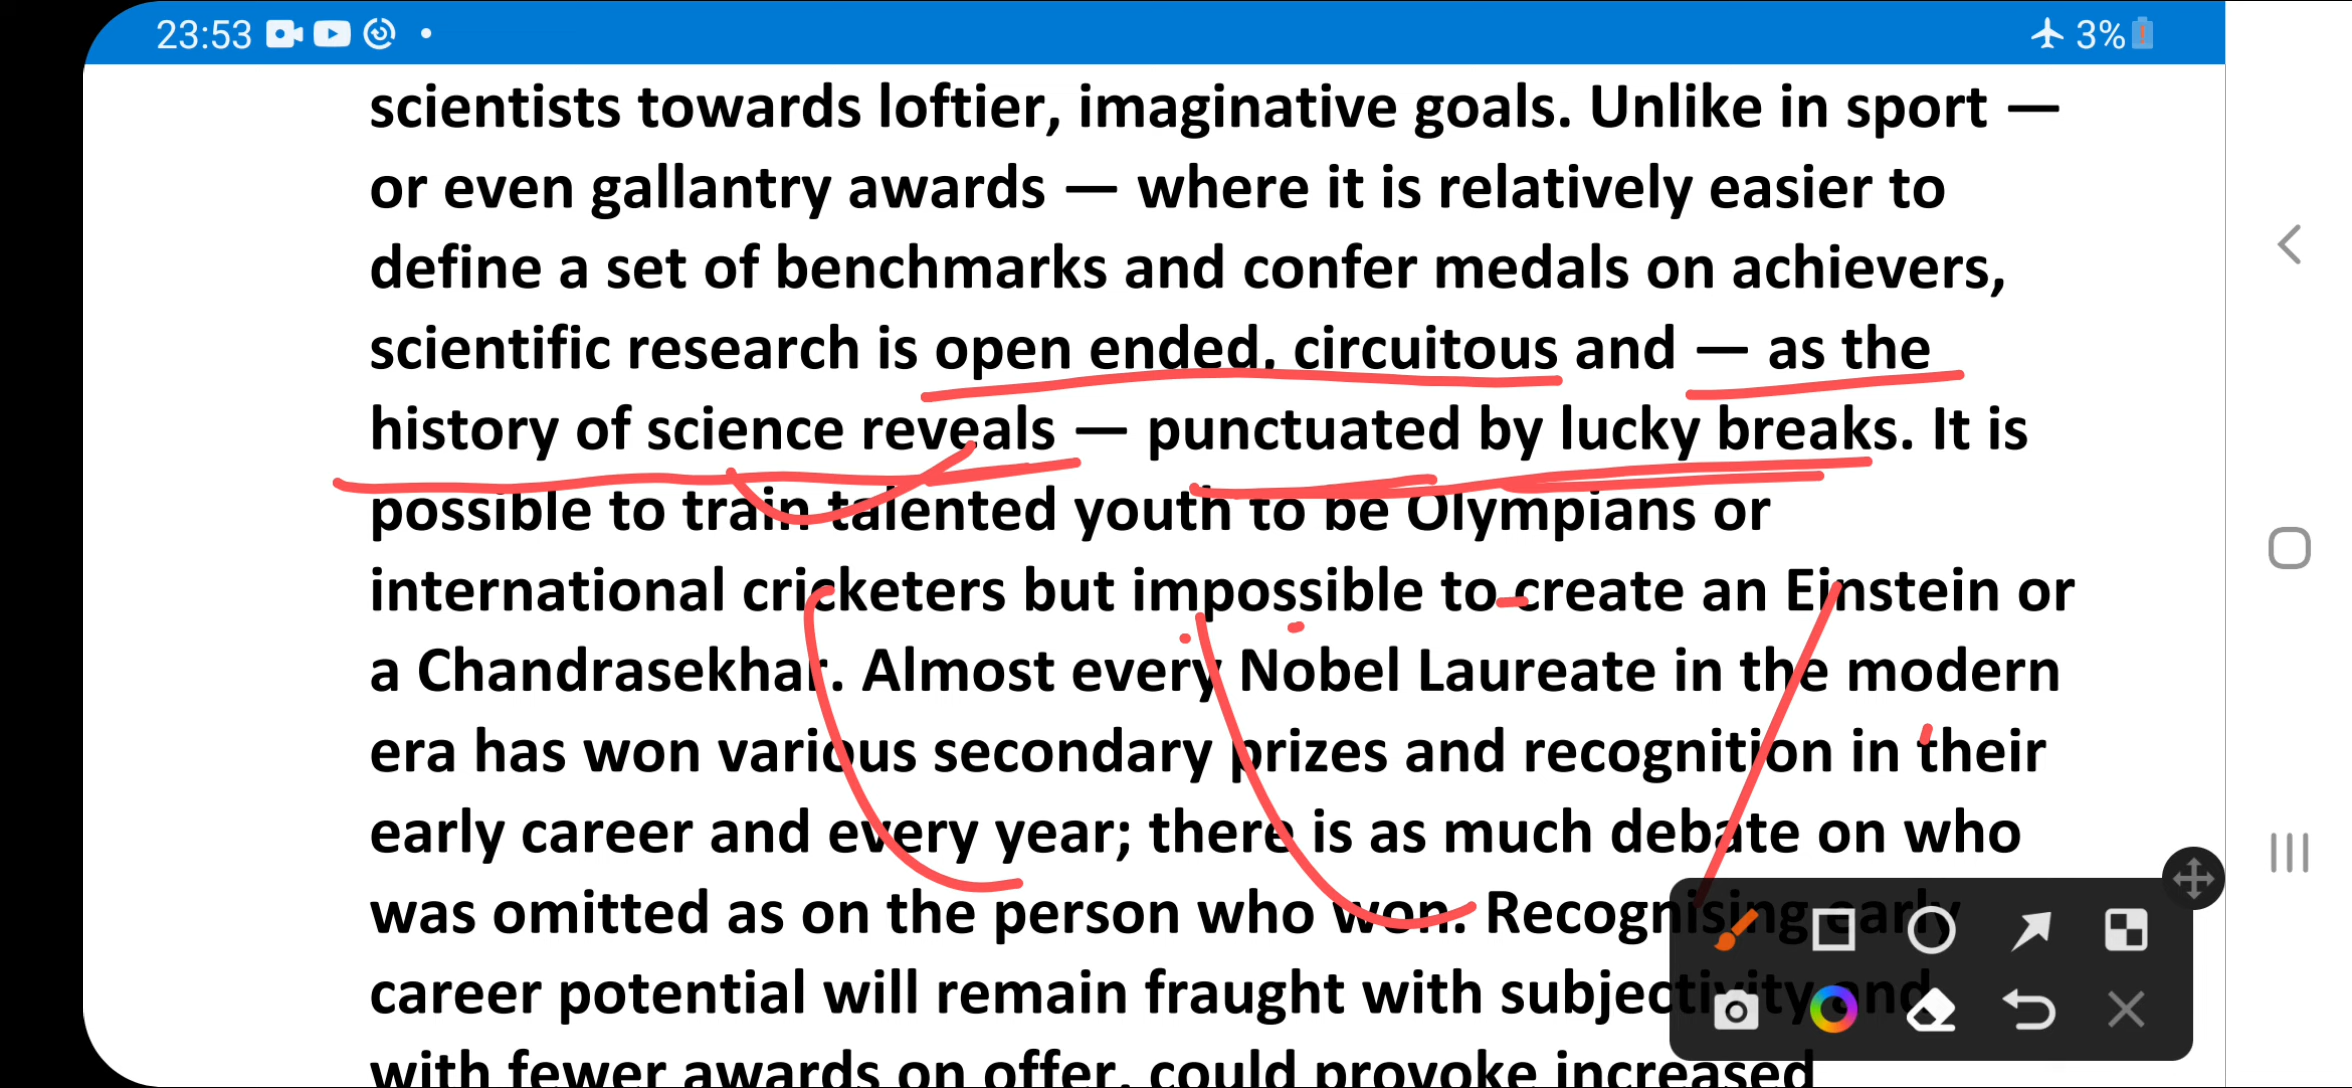 23:53
3%
scientists towards loftier, imaginative goals. Unlike in sport —
or even gallantry awards — where it is relatively easier to
define a set of benchmarks and confer medals on achievers,
scientific research is open ended, circuitous and — as the
history of science reveals — punctuated by lucky breaks. It is
possible to train talented youth to be Olympians or
international cricketers but impossible to create an Einstein or
a Chandrasekhar. Almost every Nobel Laureate in the modern
era has won various secondary prizes and recognition in their
early career and every year; there is as much debate on who
was omitted as on the person who won. Recognising early
career potential will remain fraught with subjectivity and
with fewer awards on offer, could provoke increased